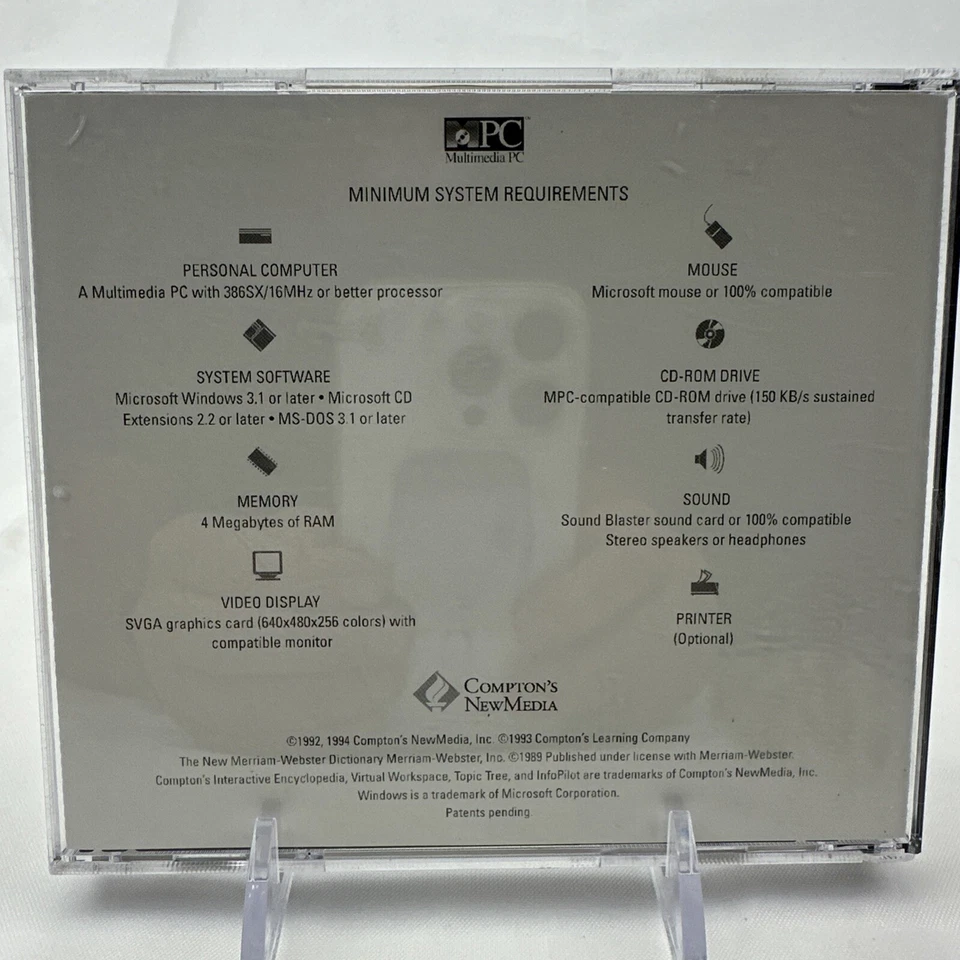 MPC™
Multimedia PC
MINIMUM SYSTEM REQUIREMENTS
PERSONAL COMPUTER
A Multimedia PC with 386SX/16MHz or better processor
SYSTEM SOFTWARE
Microsoft Windows 3.1 or later • Microsoft CD
Extensions 2.2 or later • MS-DOS 3.1 or later
MEMORY
4 Megabytes of RAM
VIDEO DISPLAY
SVGA graphics card (640x480x256 colors) with
compatible monitor
MOUSE
Microsoft mouse or 100% compatible
CD-ROM DRIVE
MPC-compatible CD-ROM drive (150 KB/s sustained
transfer rate)
SOUND
Sound Blaster sound card or 100% compatible
Stereo speakers or headphones
PRINTER
(Optional)
COMPTON'S
NEWMEDIA
©1992, 1994 Compton's NewMedia, Inc. ©1993 Compton's Learning Company
The New Merriam-Webster Dictionary Merriam-Webster, Inc. ©1989 Published under license with Merriam-Webster.
Compton's Interactive Encyclopedia, Virtual Workspace, Topic Tree, and InfoPilot are trademarks of Compton's NewMedia, Inc.
Windows is a trademark of Microsoft Corporation.
Patents pending